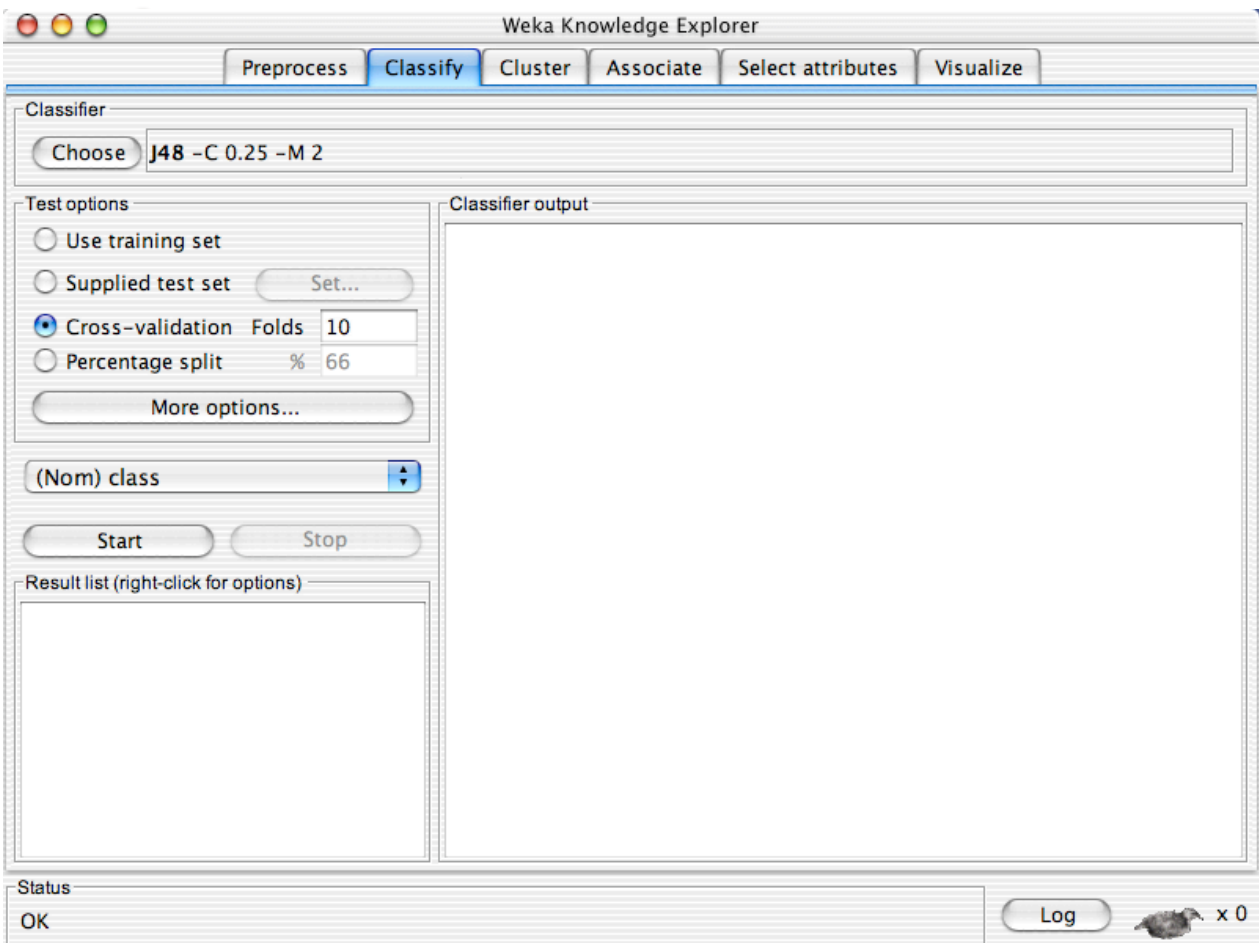 Weka Knowledge Explorer
Preprocess Classify Cluster Associate Select attributes Visualize
Classifier
Choose J48 -C 0.25 -M 2
Test options
Use training set
Supplied test set Set...
Cross-validation Folds 10
Percentage split % 66
More options...
(Nom) class
Start Stop
Result list (right-click for options)
Classifier output
Status
OK
Log x 0